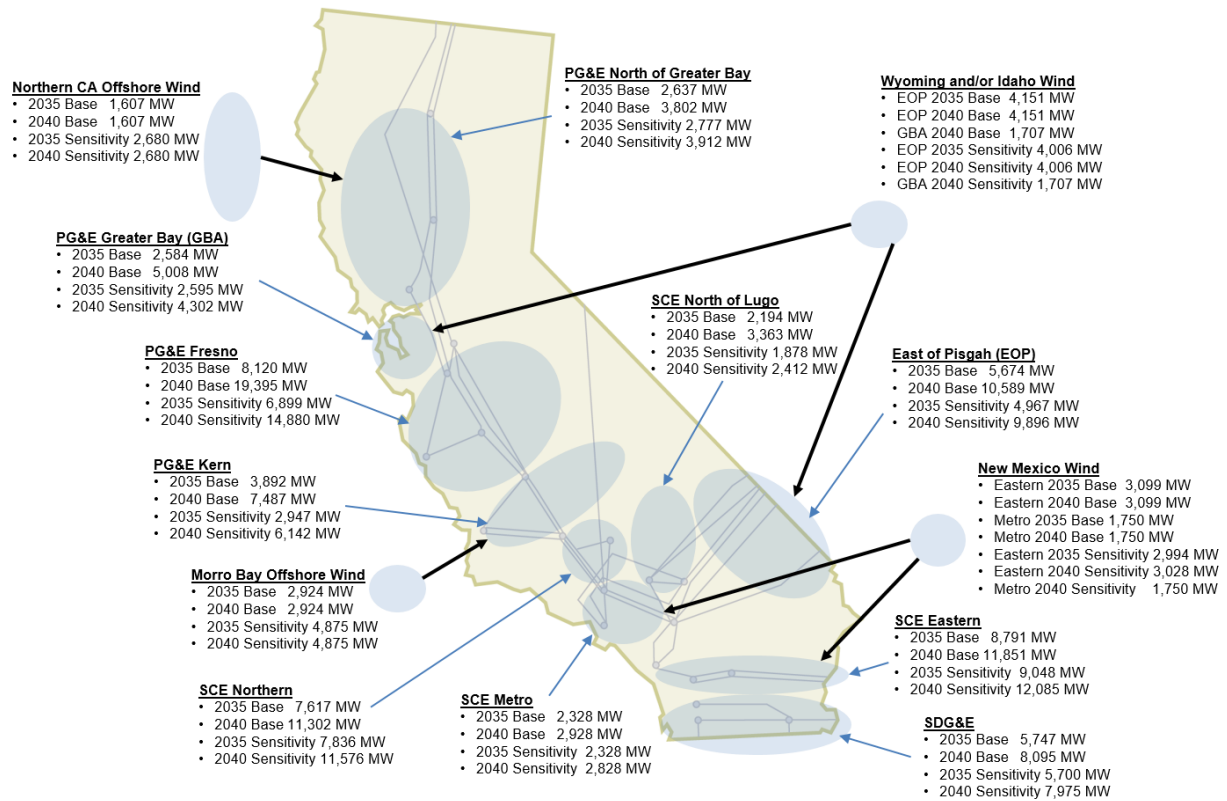 Northern CA Offshore Wind
• 2035 Base 1,607 MW
• 2040 Base 1,607 MW
• 2035 Sensitivity 2,680 MW
• 2040 Sensitivity 2,680 MW
PG&E North of Greater Bay
• 2035 Base 2,637 MW
• 2040 Base 3,802 MW
• 2035 Sensitivity 2,777 MW
• 2040 Sensitivity 3,912 MW
Wyoming and/or Idaho Wind
• EOP 2035 Base 4,151 MW
• EOP 2040 Base 4,151 MW
• GBA 2040 Base 1,707 MW
• EOP 2035 Sensitivity 4,006 MW
• EOP 2040 Sensitivity 4,006 MW
• GBA 2040 Sensitivity 1,707 MW
PG&E Greater Bay (GBA)
• 2035 Base 2,584 MW
• 2040 Base 5,008 MW
• 2035 Sensitivity 2,595 MW
• 2040 Sensitivity 4,302 MW
SCE North of Lugo
• 2035 Base 2,194 MW
• 2040 Base 3,363 MW
• 2035 Sensitivity 1,878 MW
• 2040 Sensitivity 2,412 MW
PG&E Fresno
• 2035 Base 8,120 MW
• 2040 Base 19,395 MW
• 2035 Sensitivity 6,899 MW
• 2040 Sensitivity 14,880 MW
East of Pisgah (EOP)
• 2035 Base 5,674 MW
• 2040 Base 10,589 MW
• 2035 Sensitivity 4,967 MW
• 2040 Sensitivity 9,896 MW
PG&E Kern
• 2035 Base 3,892 MW
• 2040 Base 7,487 MW
• 2035 Sensitivity 2,947 MW
• 2040 Sensitivity 6,142 MW
New Mexico Wind
• Eastern 2035 Base 3,099 MW
• Eastern 2040 Base 3,099 MW
• Metro 2035 Base 1,750 MW
• Metro 2040 Base 1,750 MW
• Eastern 2035 Sensitivity 2,994 MW
• Eastern 2040 Sensitivity 3,028 MW
• Metro 2040 Sensitivity 1,750 MW
Morro Bay Offshore Wind
• 2035 Base 2,924 MW
• 2040 Base 2,924 MW
• 2035 Sensitivity 4,875 MW
• 2040 Sensitivity 4,875 MW
SCE Eastern
• 2035 Base 8,791 MW
• 2040 Base 11,851 MW
• 2035 Sensitivity 9,048 MW
• 2040 Sensitivity 12,085 MW
SCE Northern
• 2035 Base 7,617 MW
• 2040 Base 11,302 MW
• 2035 Sensitivity 7,836 MW
• 2040 Sensitivity 11,576 MW
SCE Metro
• 2035 Base 2,328 MW
• 2040 Base 2,928 MW
• 2035 Sensitivity 2,328 MW
• 2040 Sensitivity 2,828 MW
SDG&E
• 2035 Base 5,747 MW
• 2040 Base 8,095 MW
• 2035 Sensitivity 5,700 MW
• 2040 Sensitivity 7,975 MW